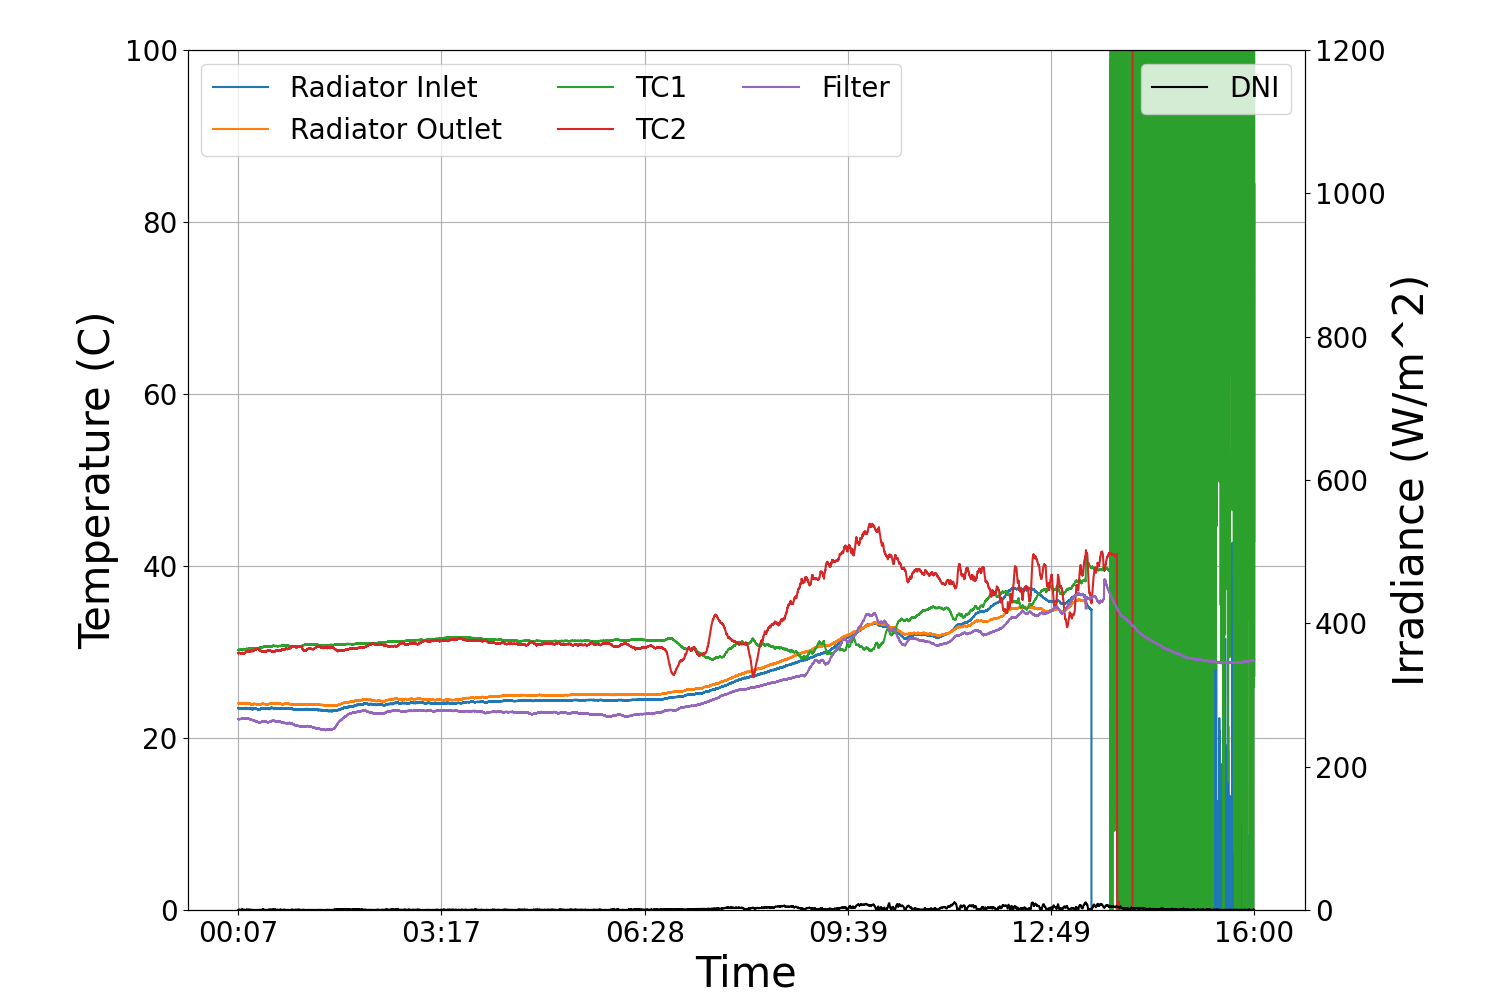 Radiator Inlet
Radiator Outlet
TC1
TC2
Filter
DNI
100
80
60
40
20
0
Temperature (C)
1200
1000
800
600
400
200
0
Irradiance (W/m^2)
00:07 03:17 06:28 09:39 12:49 16:00
Time